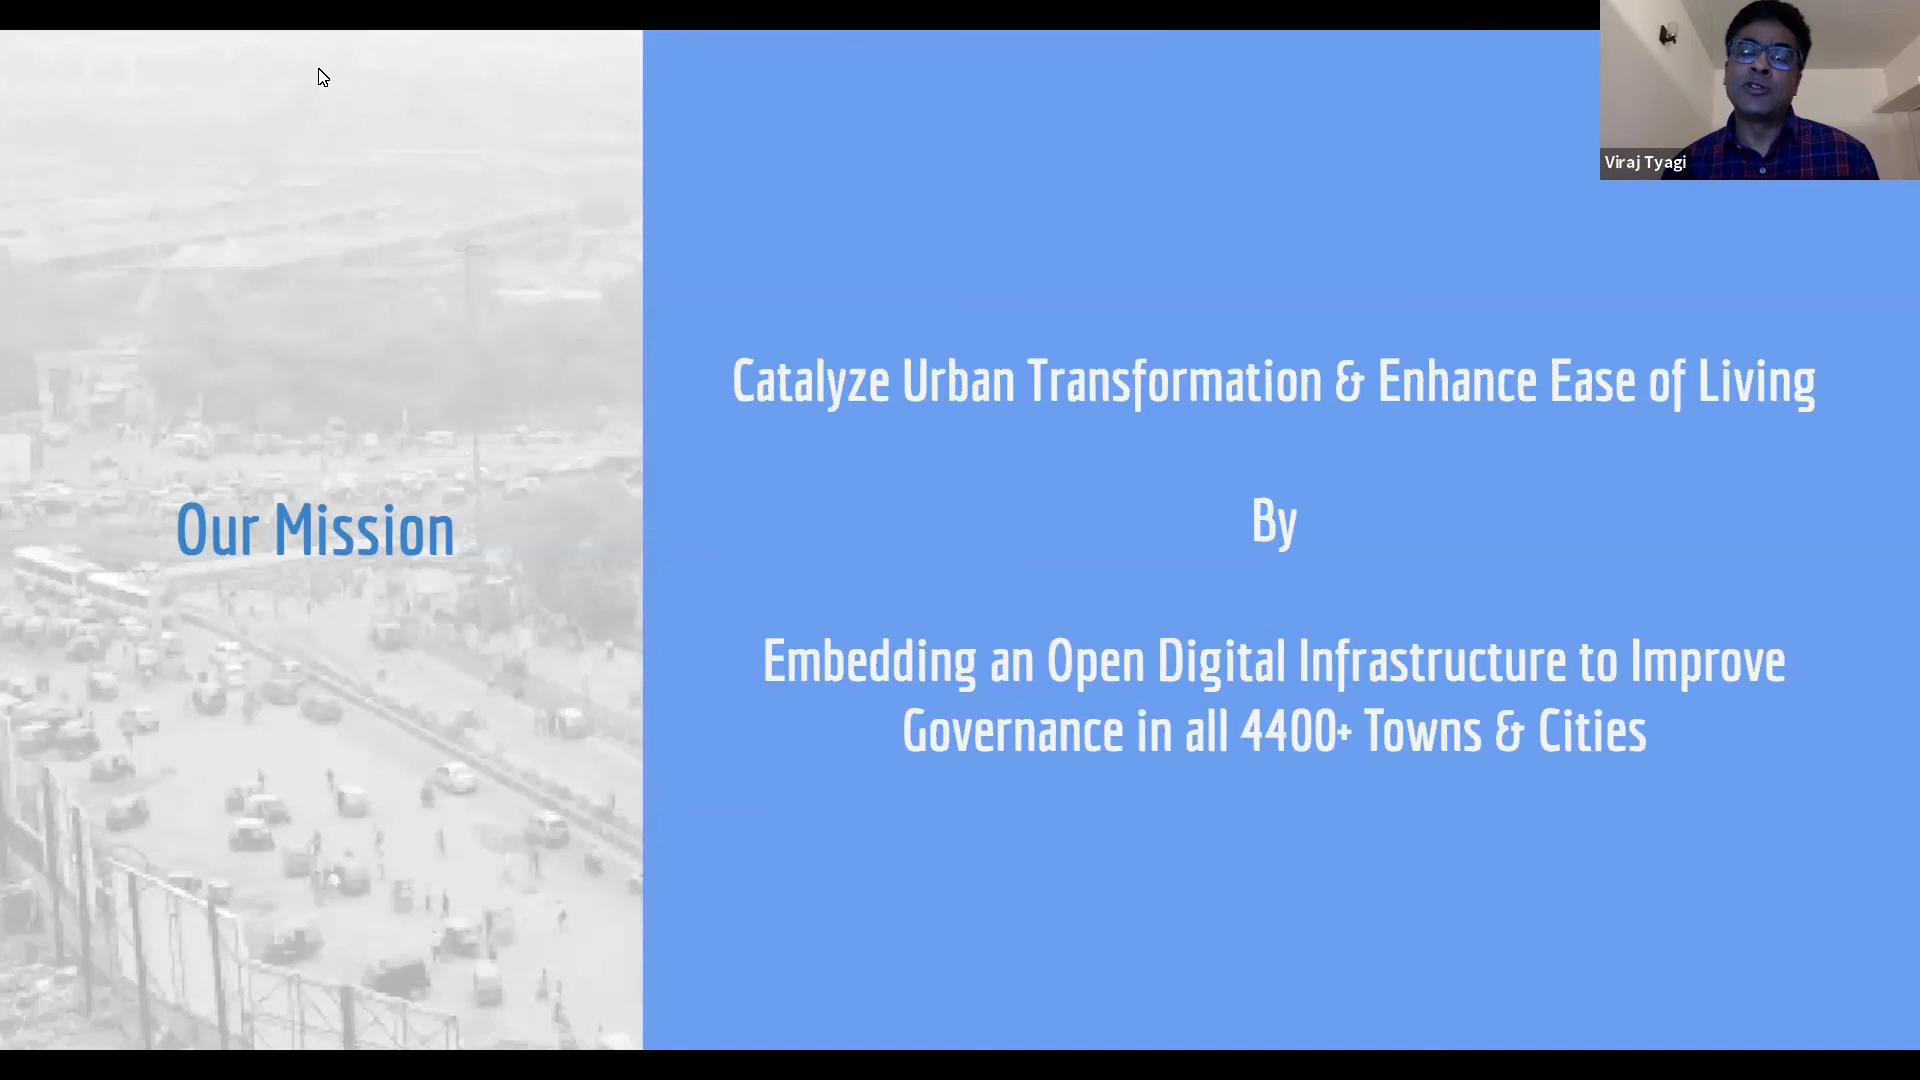 Viraj Tyagi
Our Mission
Catalyze Urban Transformation & Enhance Ease of Living
By
Embedding an Open Digital Infrastructure to Improve
Governance in all 4400+ Towns & Cities